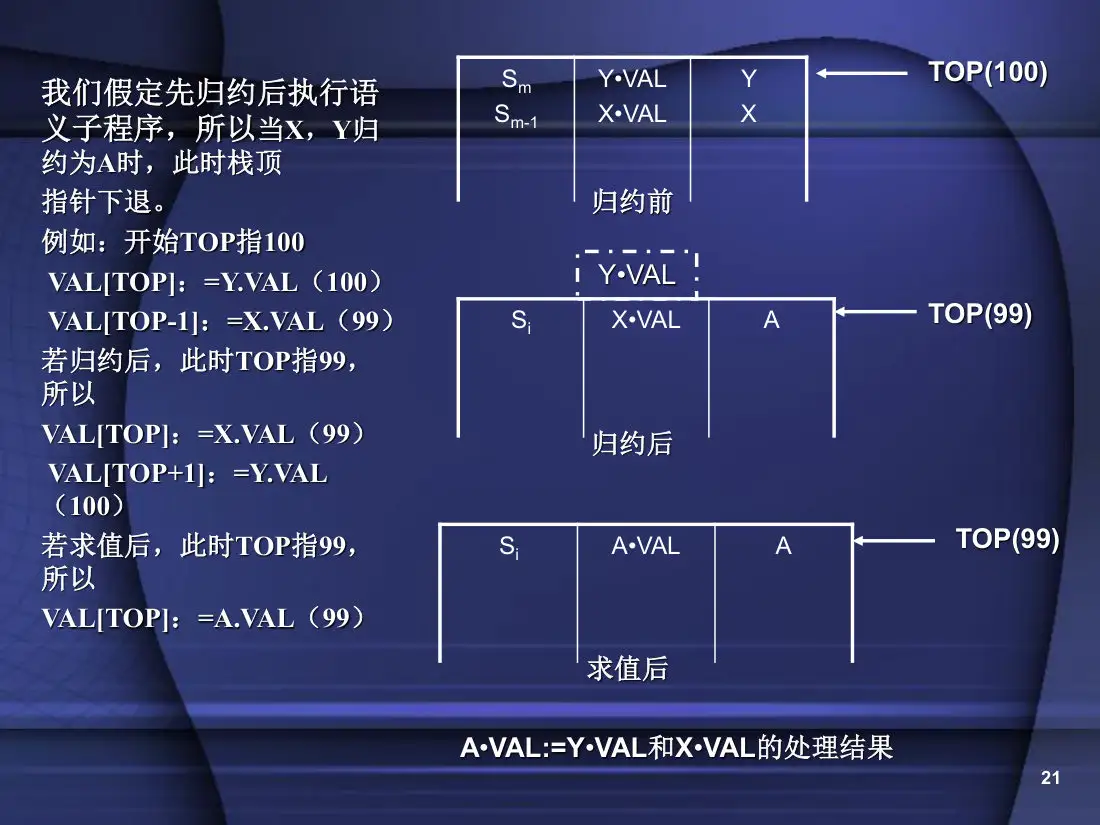 我们假定先归约后执行语
义子程序，所以当X，Y归
约为A时，此时栈顶
指针下退。
例如：开始TOP指100
VAL[TOP]：=Y.VAL（100）
VAL[TOP-1]：=X.VAL（99）
若归约后，此时TOP指99，
所以
VAL[TOP]：=X.VAL（99）
VAL[TOP+1]：=Y.VAL
（100）
若求值后，此时TOP指99，
所以
VAL[TOP]：=A.VAL（99）
Sm Y•VAL Y TOP(100)
Sm-1 X•VAL X
归约前
Y•VAL
Si X•VAL A TOP(99)
归约后
Si A•VAL A TOP(99)
求值后
A•VAL:=Y•VAL和X•VAL的处理结果
21